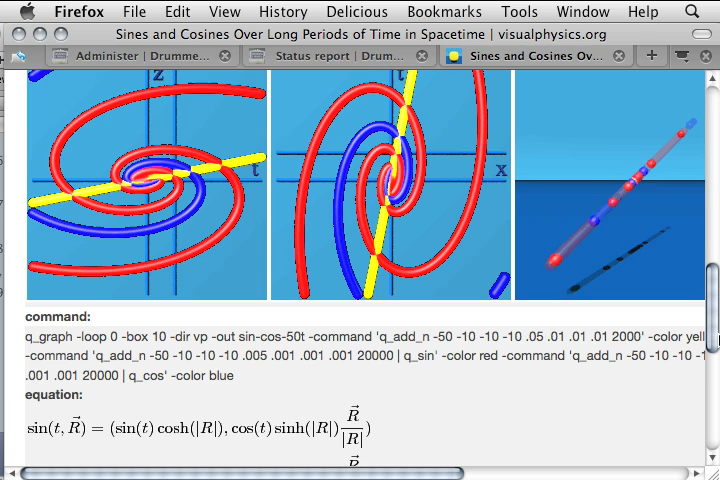 Firefox File Edit View History Delicious Bookmarks Tools Window Help
Sines and Cosines Over Long Periods of Time in Spacetime | visualphysics.org
Administer | Drumme... Status report | Drum... Sines and Cosines Ov...
z t
t x
command:
q_graph -loop 0 -box 10 -dir vp -out sin-cos-50t -command 'q_add_n -50 -10 -10 -10 .05 .01 .01 .01 2000' -color yell
-command 'q_add_n -50 -10 -10 -10 .005 .001 .001 .001 20000 | q_sin' -color red -command 'q_add_n -50 -10 -10 -1
.001 .001 20000 | q_cos' -color blue
equation:
sin(t, R⃗) = (sin(t) cosh(|R|), cos(t) sinh(|R|) R⃗/|R|)